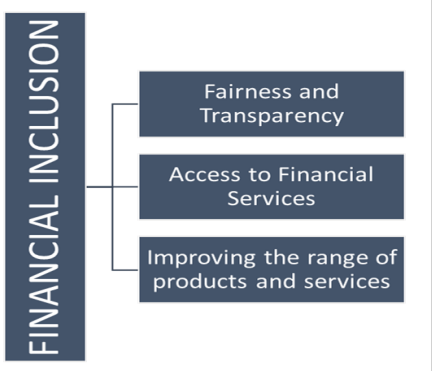 FINANCIAL INCLUSION
Fairness and
Transparency
Access to Financial
Services
Improving the range of
products and services